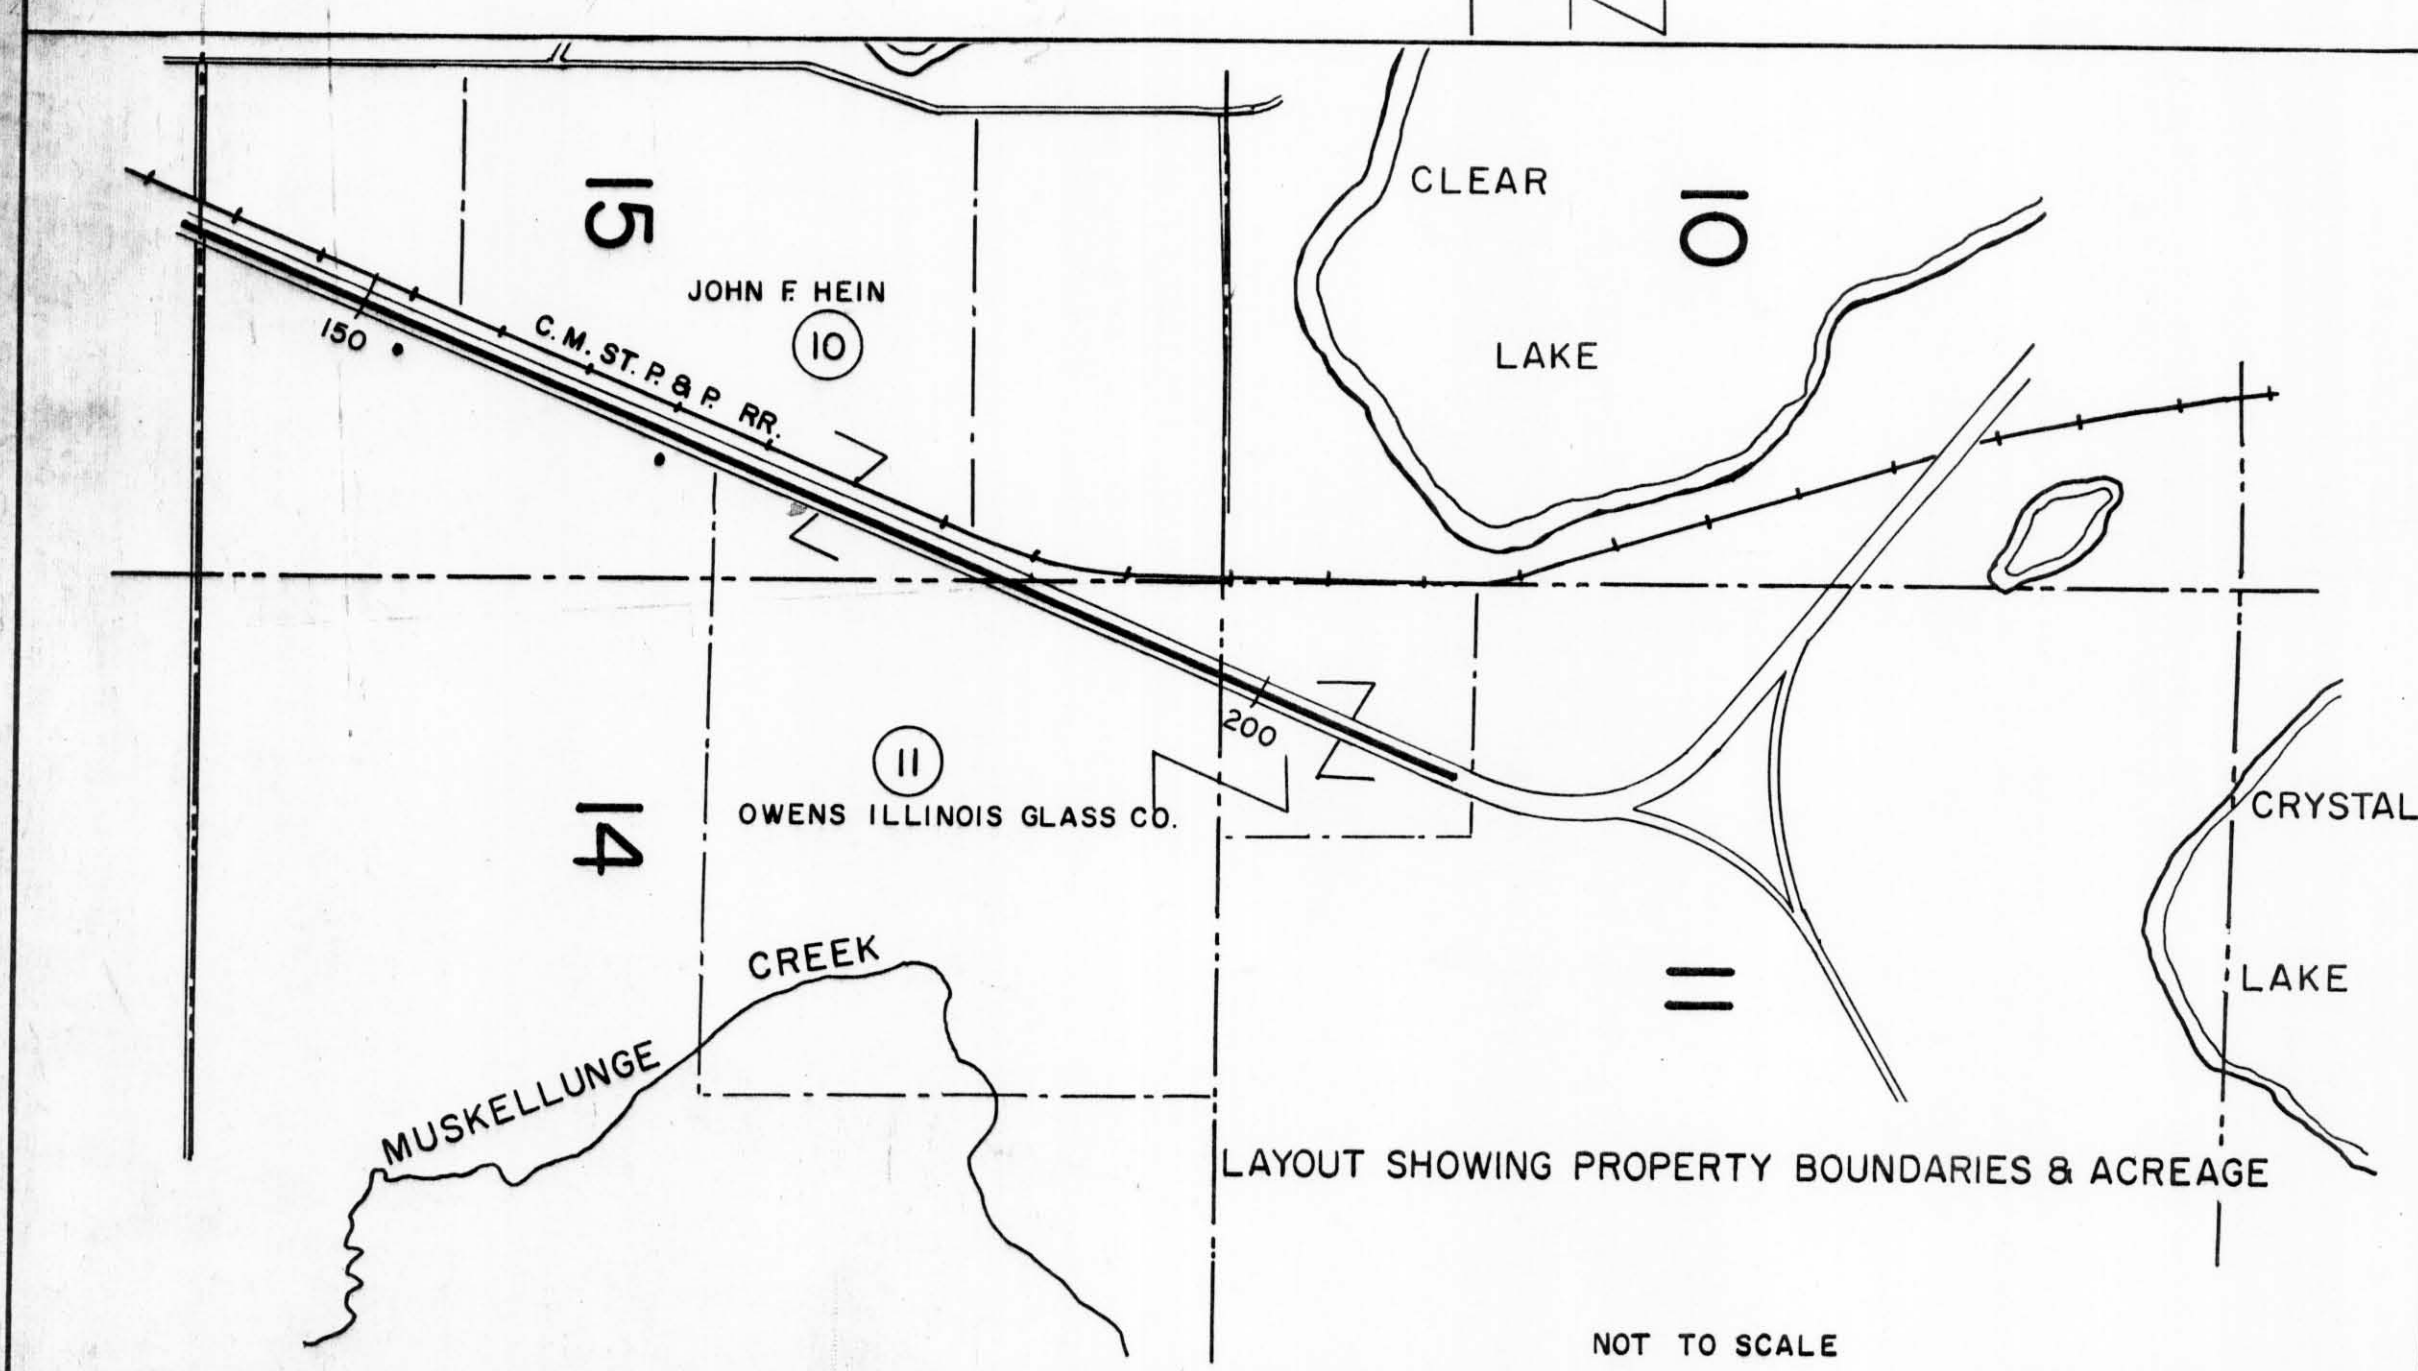 15
JOHN F. HEIN
10
C. M. ST. P. & P. RR.
150
CLEAR
LAKE
10
200
11
OWENS ILLINOIS GLASS CO.
14
CREEK
MUSKELLUNGE
11
CRYSTAL
LAKE
LAYOUT SHOWING PROPERTY BOUNDARIES & ACREAGE
NOT TO SCALE